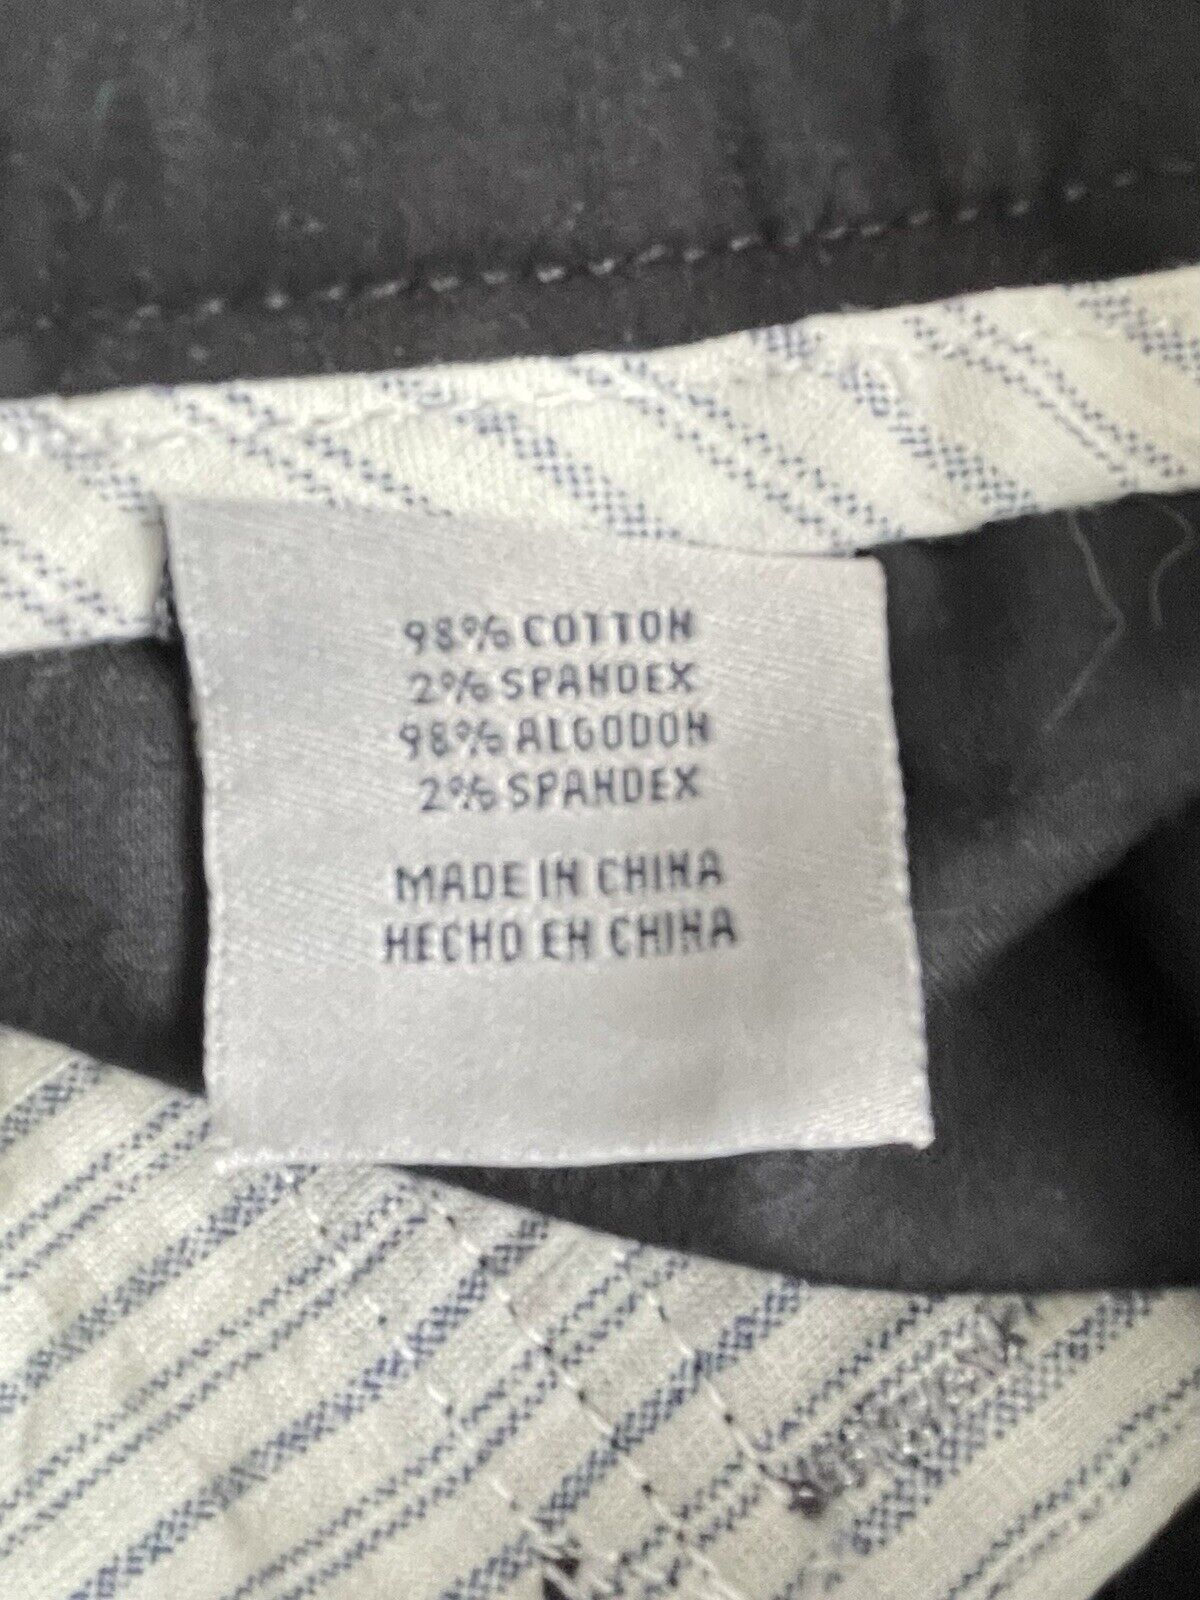 98% COTTON
2% SPANDEX
98% ALGODON
2% SPANDEX
MADE IN CHINA
HECHO EN CHINA